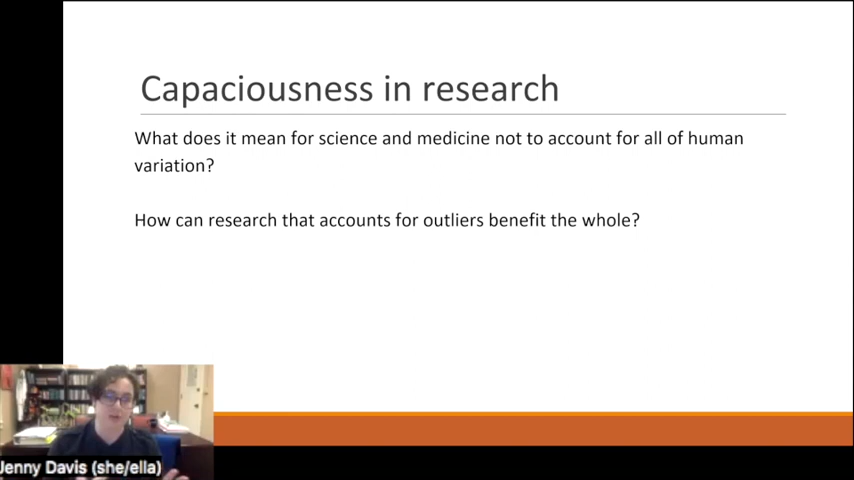 Capaciousness in research
What does it mean for science and medicine not to account for all of human
variation?
How can research that accounts for outliers benefit the whole?
Jenny Davis (she/ella)